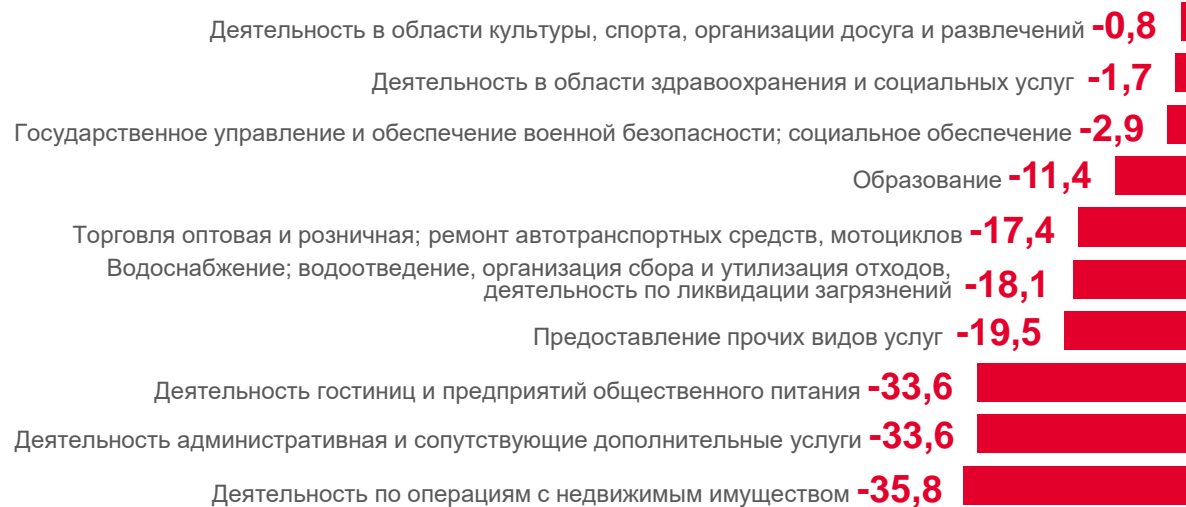 Деятельность в области культуры, спорта, организации досуга и развлечений -0,8
Деятельность в области здравоохранения и социальных услуг -1,7
Государственное управление и обеспечение военной безопасности; социальное обеспечение -2,9
Образование -11,4
Торговля оптовая и розничная; ремонт автотранспортных средств, мотоциклов -17,4
Водоснабжение; водоотведение, организация сбора и утилизация отходов,
деятельность по ликвидации загрязнений -18,1
Предоставление прочих видов услуг -19,5
Деятельность гостиниц и предприятий общественного питания -33,6
Деятельность административная и сопутствующие дополнительные услуги -33,6
Деятельность по операциям с недвижимым имуществом -35,8